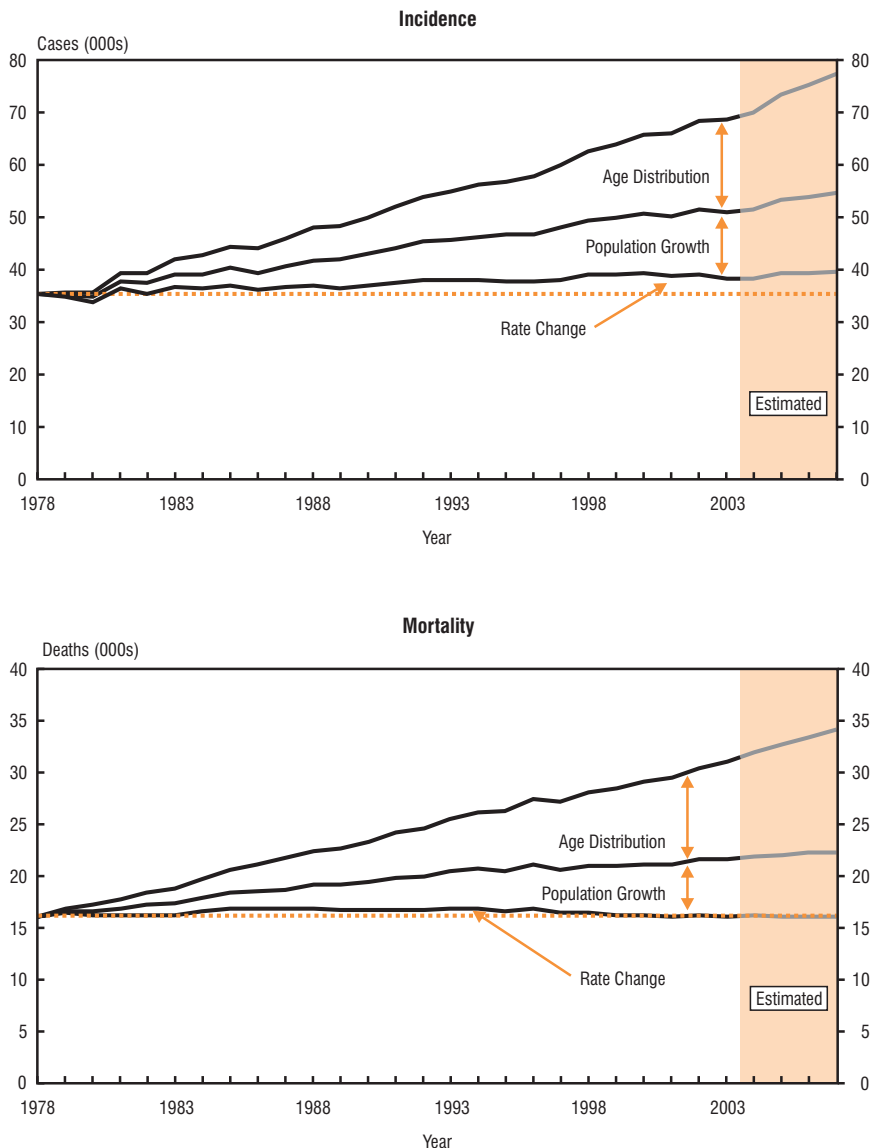 Incidence
Cases (000s)
80 80
70 70
60 60
Age Distribution
50 50
Population Growth
40 40
Rate Change
30 30
20 20
Estimated
10 10
0 0
1978 1983 1988 1993 1998 2003
Year
Mortality
Deaths (000s)
40 40
35 35
30 30
25 25
Age Distribution
20 20
Population Growth
15 15
Rate Change
10 10
Estimated
5 5
0 0
1978 1983 1988 1993 1998 2003
Year